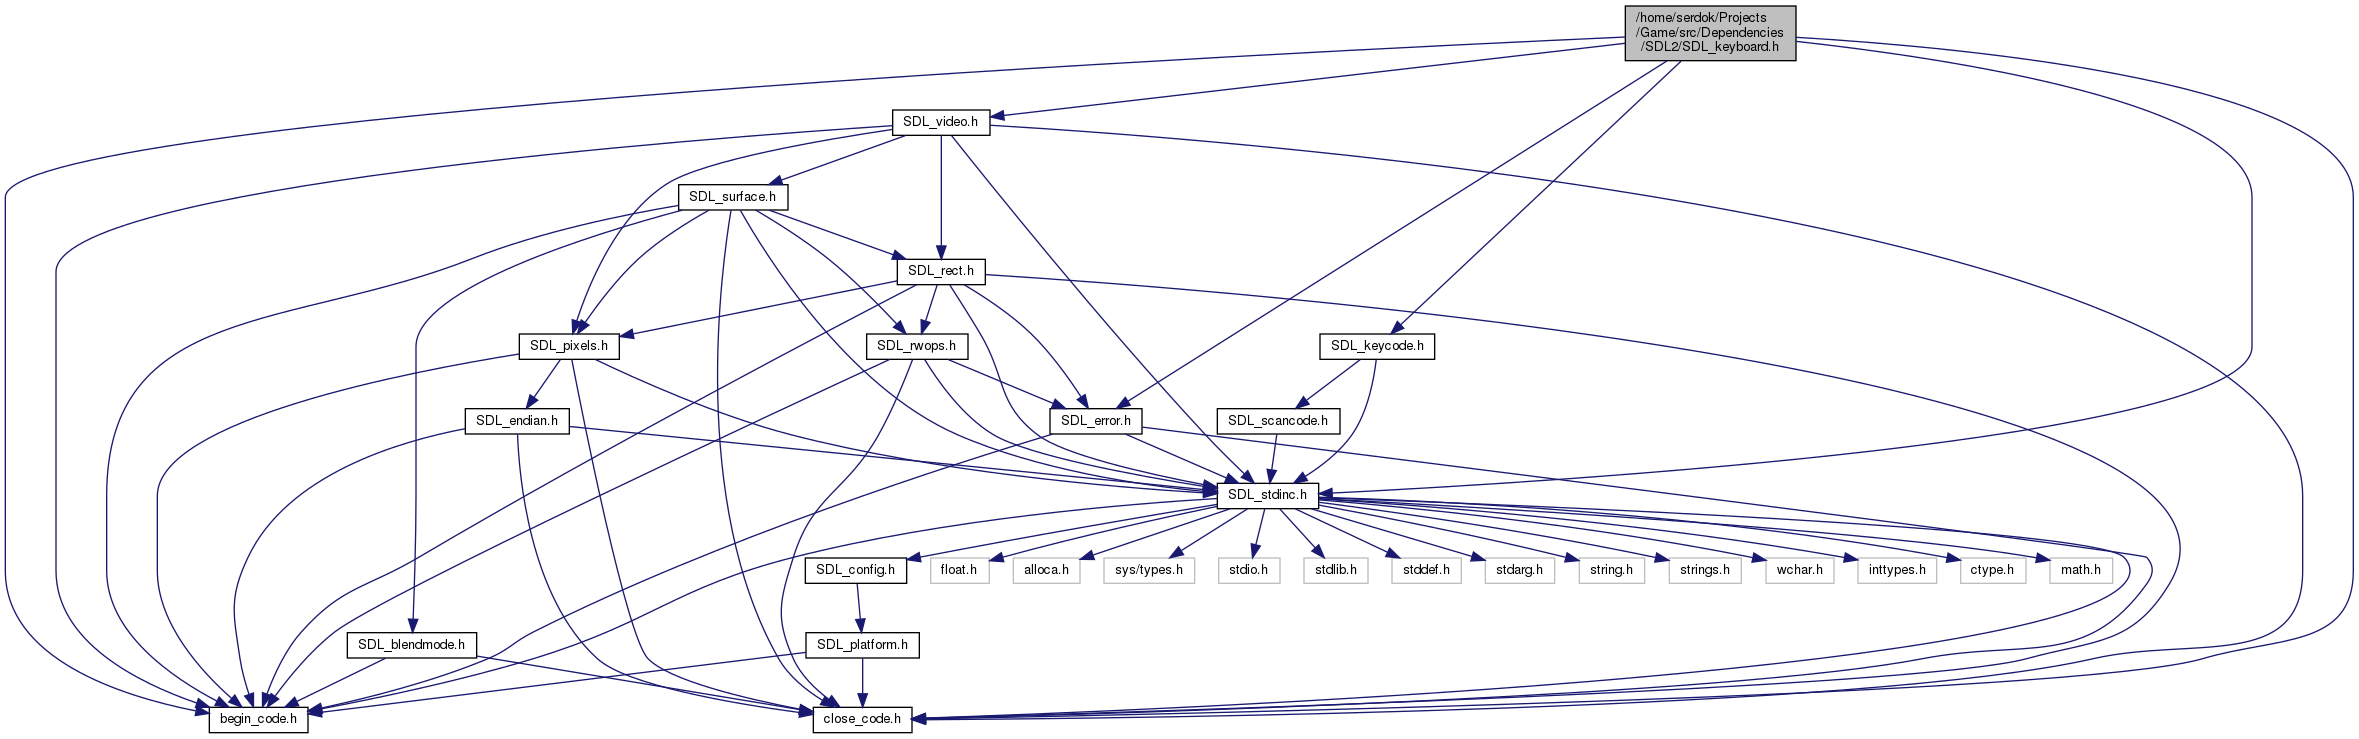 /home/serdok/Projects
/Game/src/Dependencies
/SDL2/SDL_keyboard.h
SDL_video.h
SDL_surface.h
SDL_rect.h
SDL_pixels.h
SDL_rwops.h
SDL_keycode.h
SDL_endian.h
SDL_error.h
SDL_scancode.h
SDL_stdinc.h
SDL_config.h
float.h
alloca.h
sys/types.h
stdio.h
stdlib.h
stddef.h
stdarg.h
string.h
strings.h
wchar.h
inttypes.h
ctype.h
math.h
SDL_blendmode.h
SDL_platform.h
begin_code.h
close_code.h